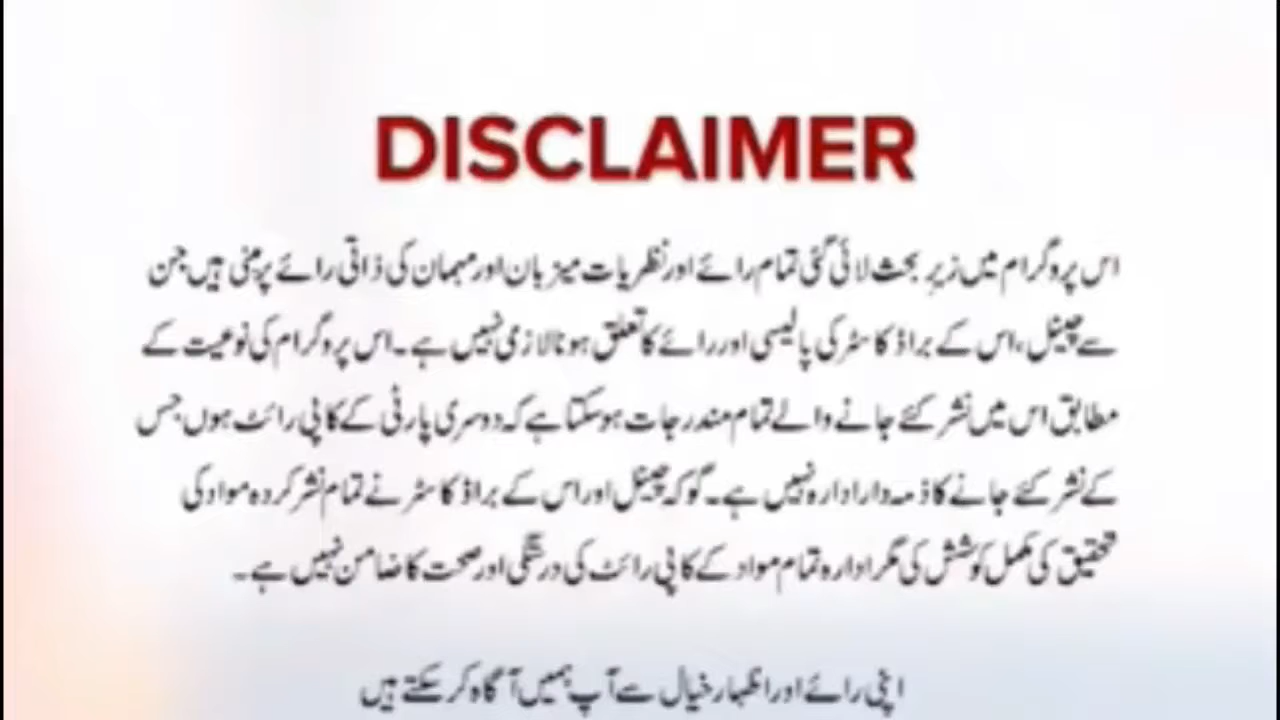 DISCLAIMER
اس پروگرام میں زیرِ بحث لائی گئی تمام رائے اور نظریات میزبان اور مہمان کی ذاتی رائے پر مبنی ہیں جن
سے چینل، اس کے براڈ کاسٹر کی پالیسی اور رائے کا تعلق ہونا لازمی نہیں ہے۔ اس پروگرام کی نوعیت کے
مطابق اس میں نشر کئے جانے والے تمام مندرجات ہوسکتا ہے کہ دوسری پارٹی کے کاپی رائٹ ہوں جس
کے نشر کئے جانے کا ذمہ دار ادارہ نہیں ہے۔ گو کہ چینل اور اس کے براڈ کاسٹر نے تمام نشر کردہ مواد کی
تحقیق کی مکمل کوشش کی مگر ادارہ تمام مواد کے کاپی رائٹ کی درستگی اور صحت کا ضامن نہیں ہے۔
اپنی رائے اور اظہار خیال سے آپ ہمیں آگاہ کر سکتے ہیں